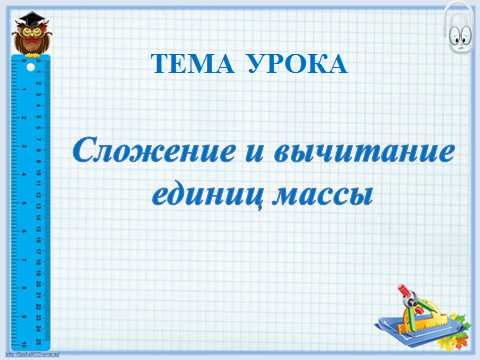 ТЕМА УРОКА
Сложение и вычитание
единиц массы